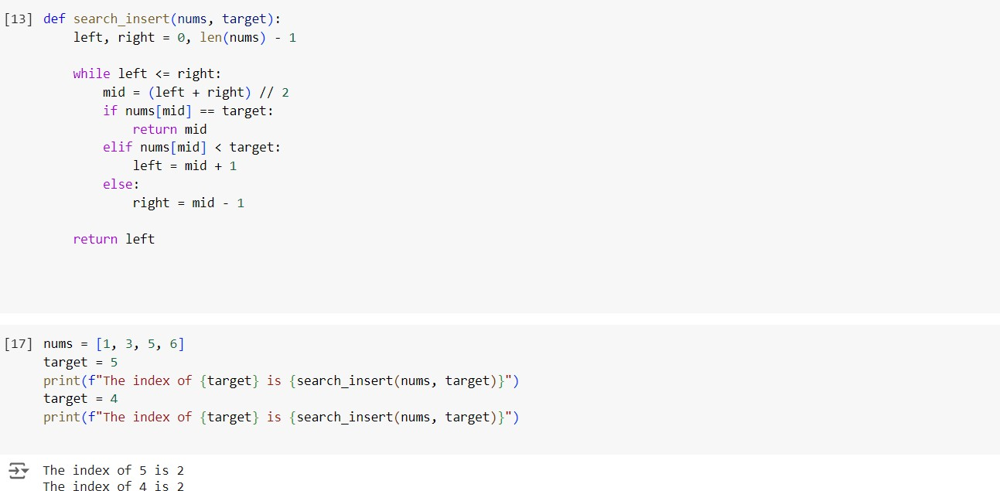 [13] def search_insert(nums, target):
    left, right = 0, len(nums) - 1
    while left <= right:
        mid = (left + right) // 2
        if nums[mid] == target:
            return mid
        elif nums[mid] < target:
            left = mid + 1
        else:
            right = mid - 1
    return left
[17] nums = [1, 3, 5, 6]
target = 5
print(f"The index of {target} is {search_insert(nums, target)}")
target = 4
print(f"The index of {target} is {search_insert(nums, target)}")
The index of 5 is 2
The index of 4 is 2